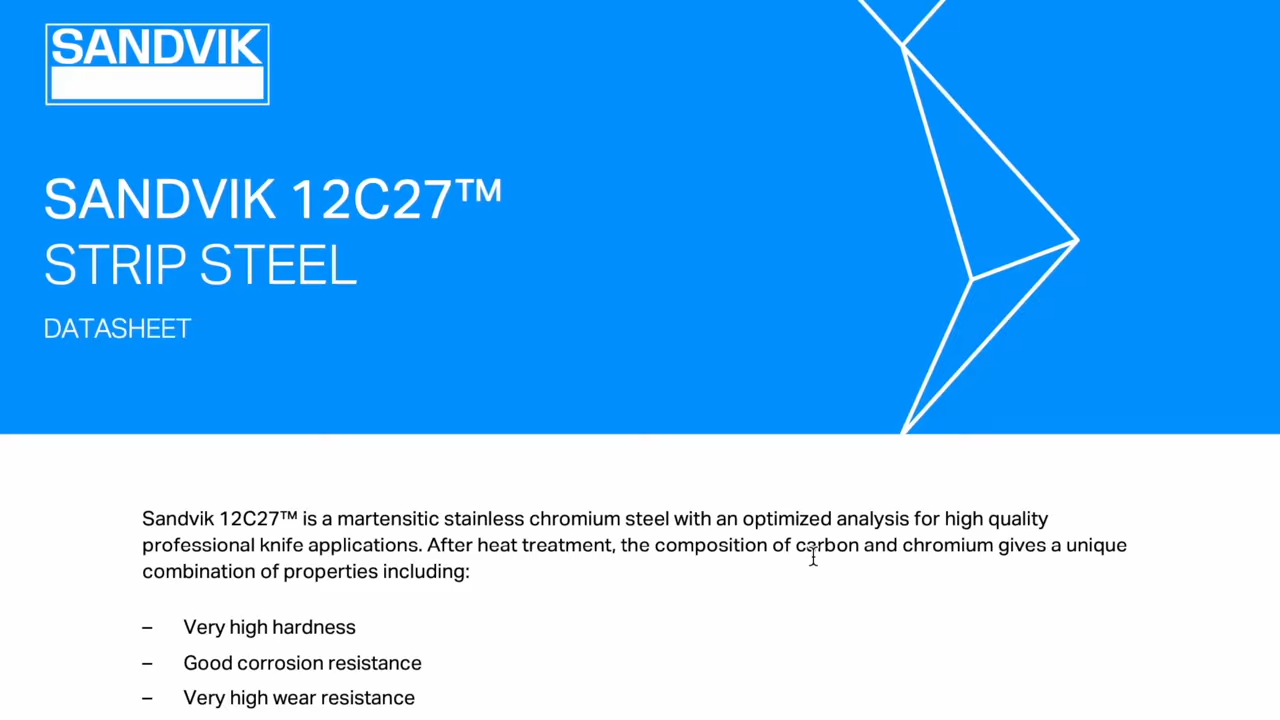 SANDVIK
SANDVIK 12C27™
STRIP STEEL
DATASHEET
Sandvik 12C27™ is a martensitic stainless chromium steel with an optimized analysis for high quality
professional knife applications. After heat treatment, the composition of carbon and chromium gives a unique
combination of properties including:
– Very high hardness
– Good corrosion resistance
– Very high wear resistance